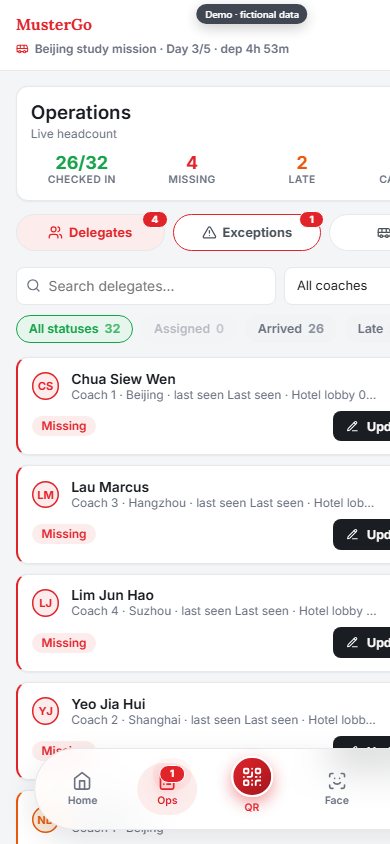 Demo · fictional data
MusterGo
Beijing study mission · Day 3/5 · dep 4h 53m
Operations
Live headcount
26/32 4 2
CHECKED IN MISSING LATE
4 1
Delegates Exceptions
Search delegates... All coaches
All statuses 32 Assigned 0 Arrived 26 Late
CS Chua Siew Wen
Coach 1 · Beijing · last seen Last seen · Hotel lobby 0...
Missing
LM Lau Marcus
Coach 3 · Hangzhou · last seen Last seen · Hotel lob...
Missing
LJ Lim Jun Hao
Coach 4 · Suzhou · last seen Last seen · Hotel lobby ...
Missing
YJ Yeo Jia Hui
Coach 2 · Shanghai · last seen Last seen · Hotel lobb...
1
Home Ops QR Face
Coach 1 · Beijing